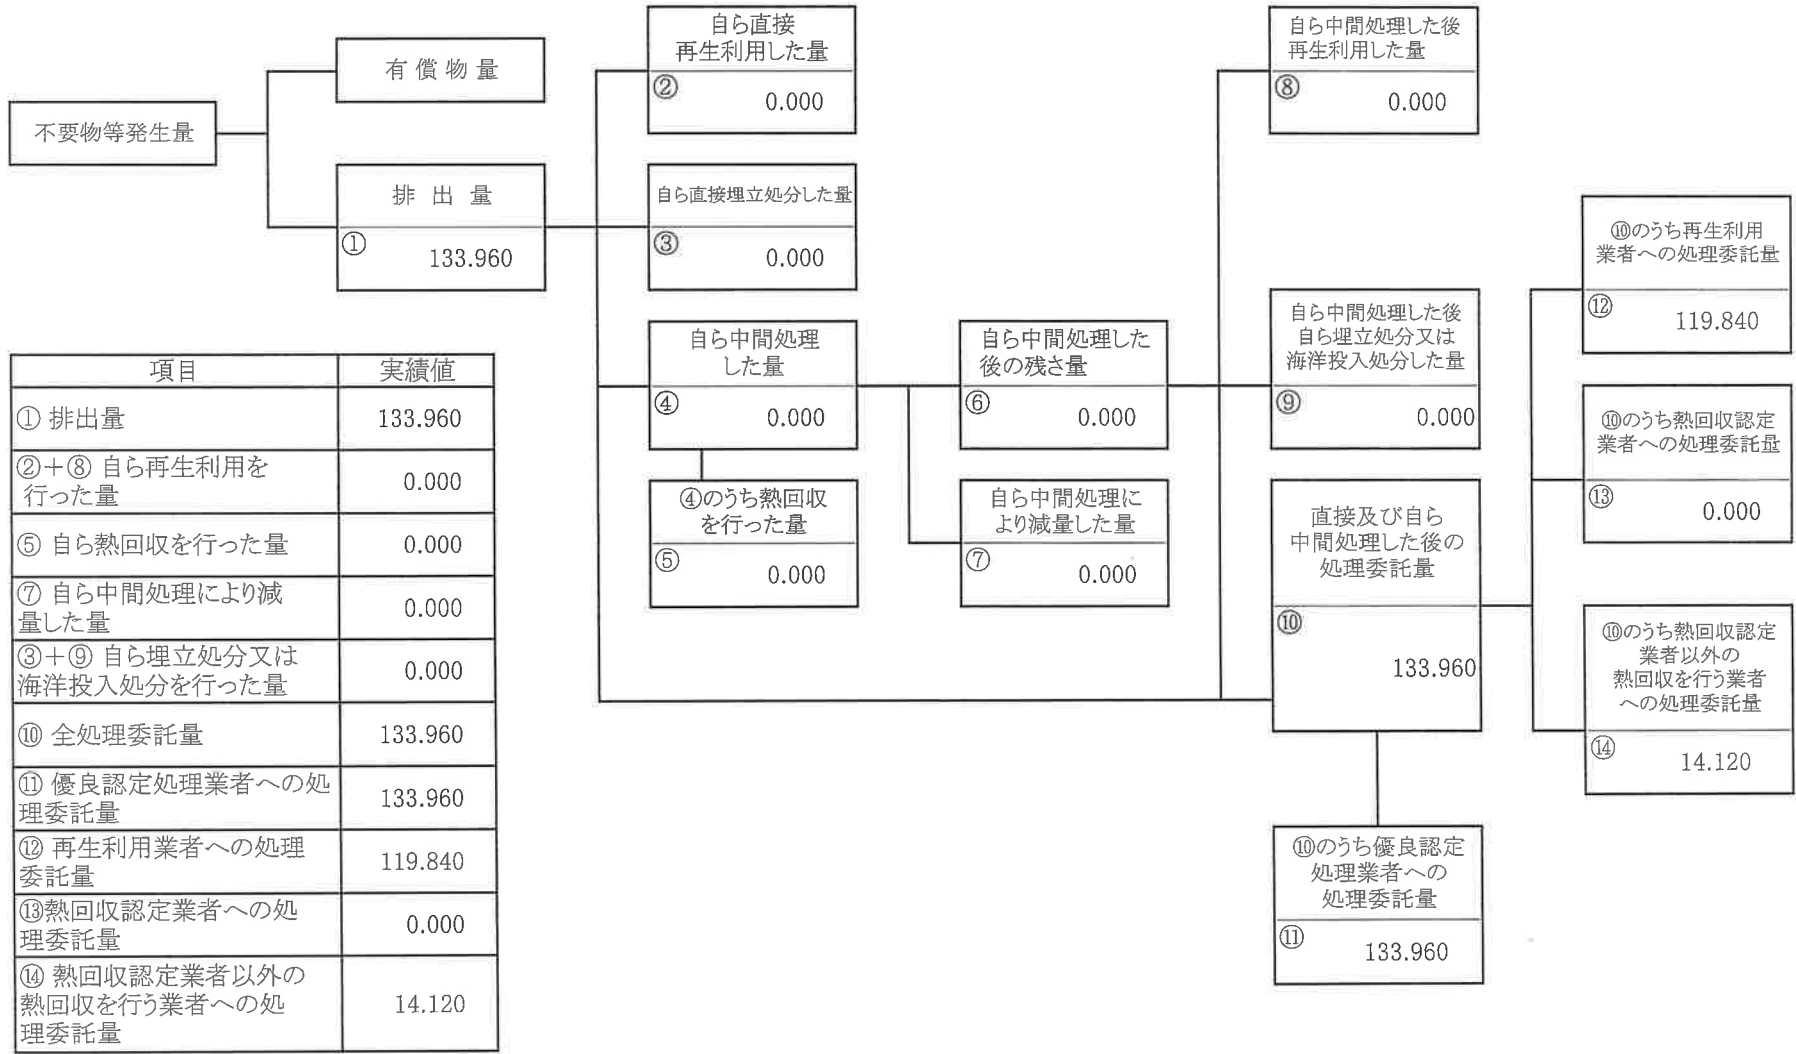 不要物等発生量
有 償 物 量
排 出 量
① 133.960
自ら直接
再生利用した量
② 0.000
自ら直接埋立処分した量
③ 0.000
自ら中間処理
した量
④ 0.000
④のうち熱回収
を行った量
⑤ 0.000
自ら中間処理した
後の残さ量
⑥ 0.000
自ら中間処理に
より減量した量
⑦ 0.000
自ら中間処理した後
再生利用した量
⑧ 0.000
自ら中間処理した後
自ら埋立処分又は
海洋投入処分した量
⑨ 0.000
直接及び自ら
中間処理した後の
処理委託量
⑩
133.960
⑩のうち優良認定
処理業者への
処理委託量
⑪ 133.960
⑩のうち再生利用
業者への処理委託量
⑫ 119.840
⑩のうち熱回収認定
業者への処理委託量
⑬ 0.000
⑩のうち熱回収認定
業者以外の
熱回収を行う業者
への処理委託量
⑭ 14.120
項目 実績値
① 排出量 133.960
②＋⑧ 自ら再生利用を
行った量 0.000
⑤ 自ら熱回収を行った量 0.000
⑦ 自ら中間処理により減
量した量 0.000
③＋⑨ 自ら埋立処分又は
海洋投入処分を行った量 0.000
⑩ 全処理委託量 133.960
⑪ 優良認定処理業者への処
理委託量 133.960
⑫ 再生利用業者への処理
委託量 119.840
⑬熱回収認定業者への処
理委託量 0.000
⑭ 熱回収認定業者以外の
熱回収を行う業者への処
理委託量 14.120